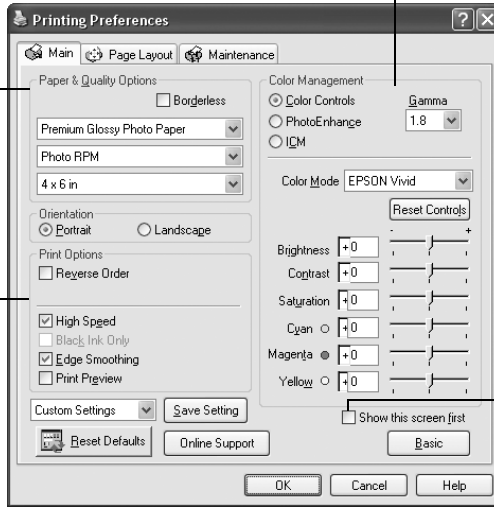 Printing Preferences
Main Page Layout Maintenance
Paper & Quality Options
Borderless
Premium Glossy Photo Paper
Photo RPM
4 x 6 in
Orientation
Portrait Landscape
Print Options
Reverse Order
High Speed
Black Ink Only
Edge Smoothing
Print Preview
Custom Settings Save Setting
Reset Defaults Online Support
Color Management
Color Controls Gamma
PhotoEnhance 1.8
ICM
Color Mode EPSON Vivid
Reset Controls
- +
Brightness +0
Contrast +0
Saturation +0
Cyan +0
Magenta +0
Yellow +0
Show this screen first
Basic
OK Cancel Help